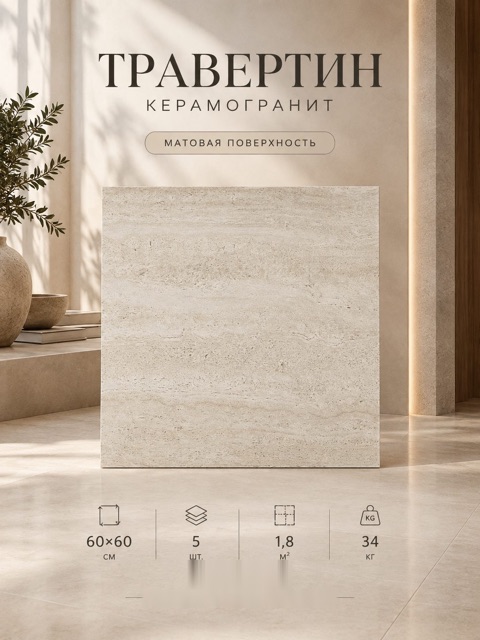 ТРАВЕРТИН
КЕРАМОГРАНИТ
МАТОВАЯ ПОВЕРХНОСТЬ
KG
60×60 5 1,8 34
СМ ШТ. М² КГ